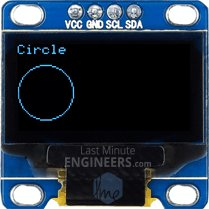 VCC GND SCL SDA
Circle
Last Minute
ENGINEERS.com